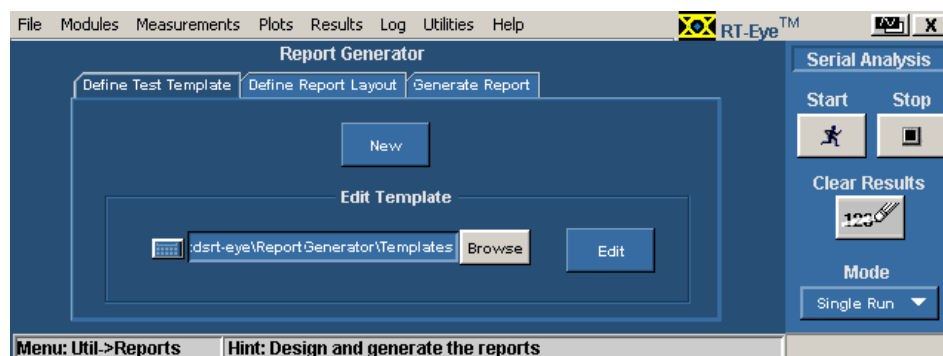 File Modules Measurements Plots Results Log Utilities Help RT-Eye™ X
Report Generator
Serial Analysis
Define Test Template Define Report Layout Generate Report
Start Stop
New
Clear Results
Edit Template
123
:dsrt-eye\ReportGenerator\Templates Browse Edit
Mode
Single Run
Menu: Util->Reports Hint: Design and generate the reports